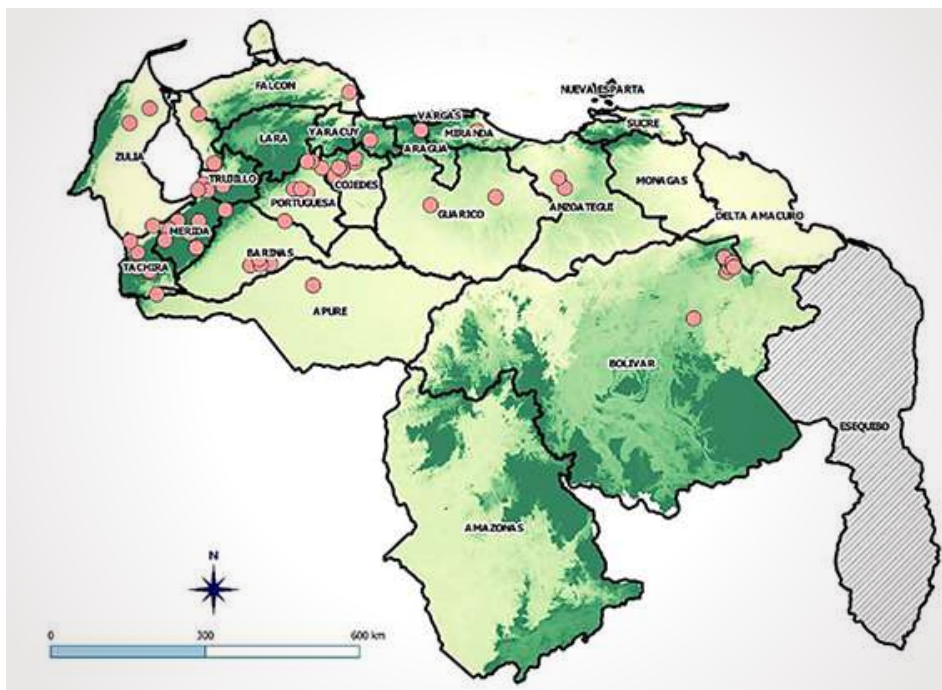 FALCON
NUEVA ESPARTA
VARGAS
SUCRE
LARA
YARACUY
MIRANDA
ARAGUA
ZULIA
TRUJILLO
COJEDES
MONAGAS
PORTUGUESA
GUARICO
ANZOATEGUI
DELTA AMACURO
MERIDA
BARINAS
TACHIRA
APURE
BOLIVAR
ESEQUIBO
AMAZONAS
N
0 300 600 km